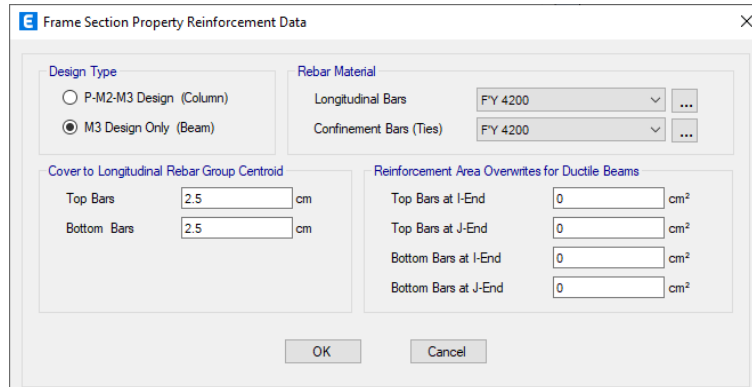 E Frame Section Property Reinforcement Data
Design Type
P-M2-M3 Design (Column)
M3 Design Only (Beam)
Rebar Material
Longitudinal Bars F'Y 4200 ...
Confinement Bars (Ties) F'Y 4200 ...
Cover to Longitudinal Rebar Group Centroid
Top Bars 2.5 cm
Bottom Bars 2.5 cm
Reinforcement Area Overwrites for Ductile Beams
Top Bars at I-End 0 cm²
Top Bars at J-End 0 cm²
Bottom Bars at I-End 0 cm²
Bottom Bars at J-End 0 cm²
OK Cancel